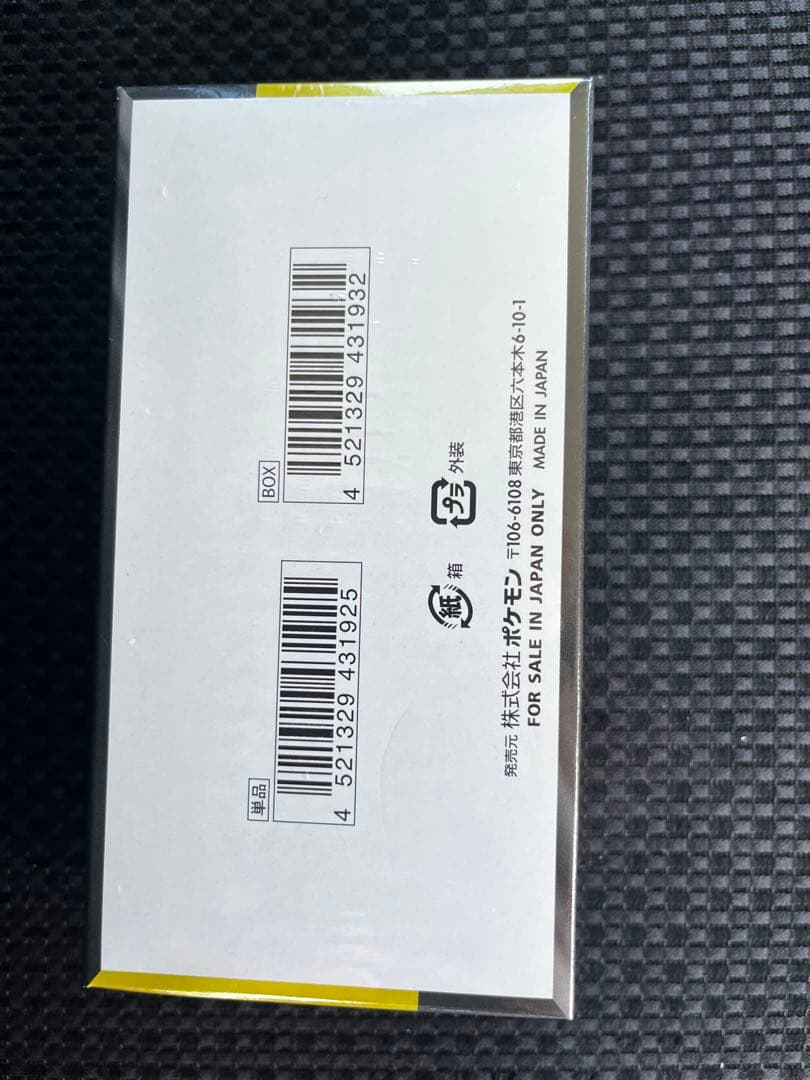 単品
4 521329 431925
BOX
4 521329 431932
紙 箱
プラ 外装
発売元 株式会社 ポケモン 〒106-6108 東京都港区六本木6-10-1
FOR SALE IN JAPAN ONLY MADE IN JAPAN